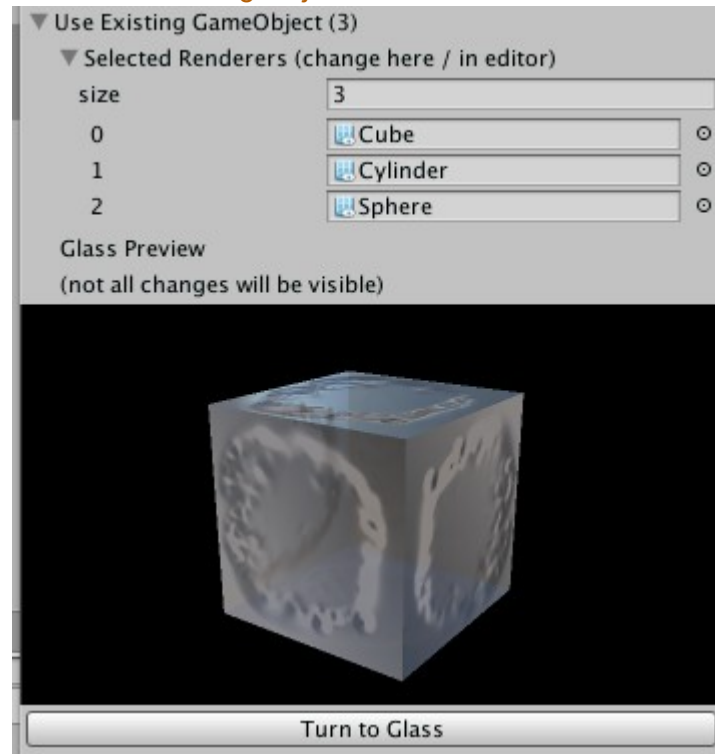 Use Existing GameObject (3)
Selected Renderers (change here / in editor)
size 3
0 Cube
1 Cylinder
2 Sphere
Glass Preview
(not all changes will be visible)
Turn to Glass